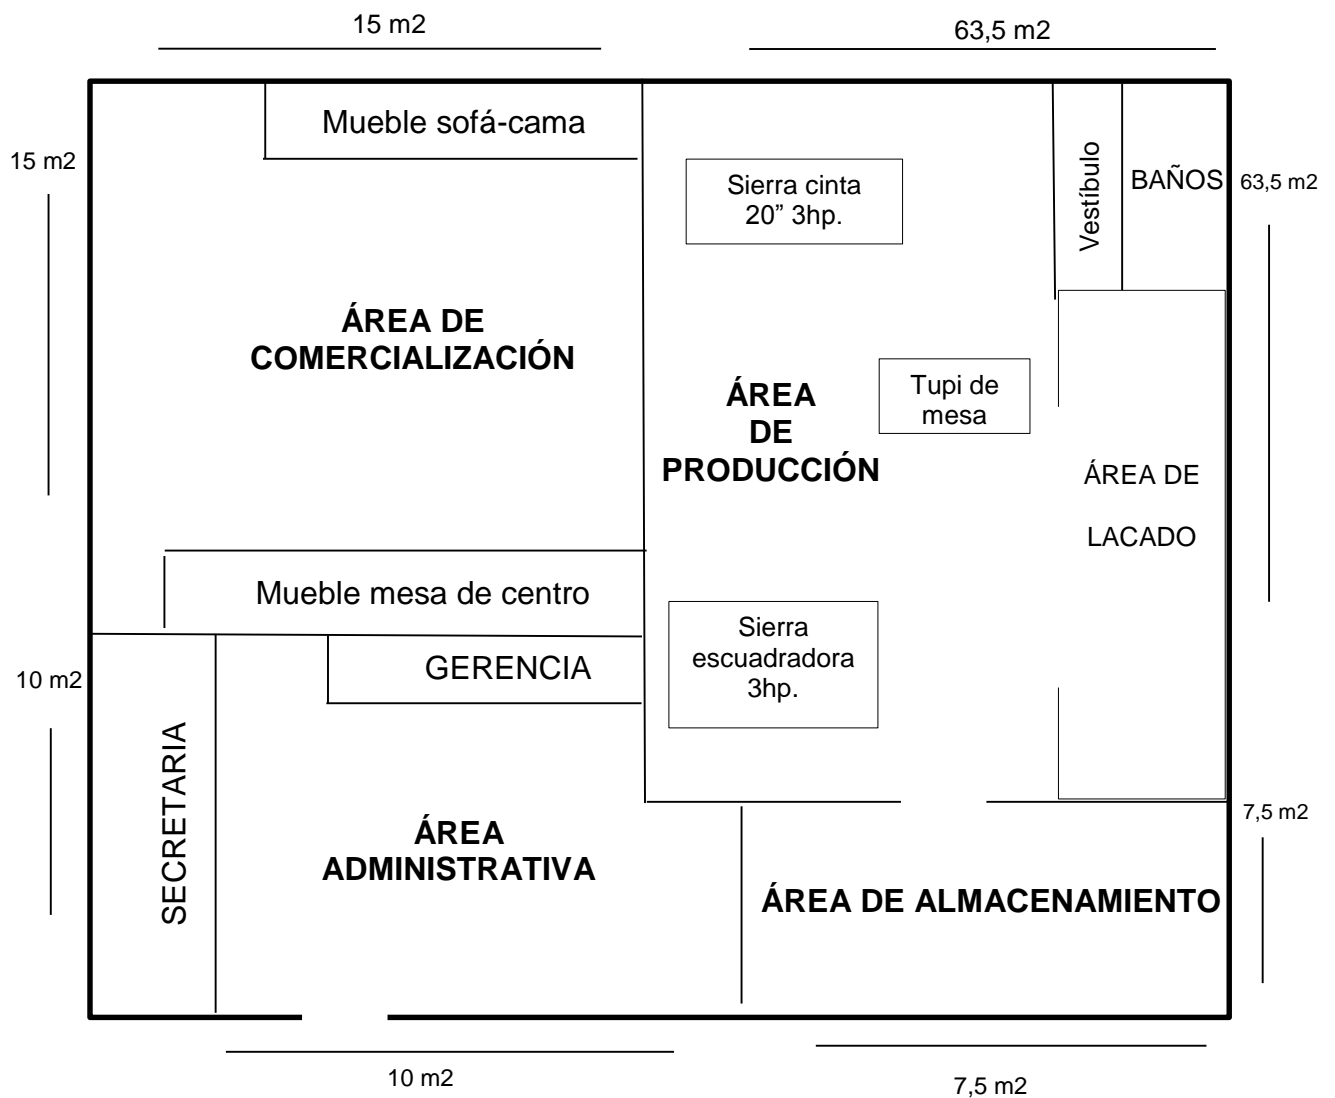 15 m2
63,5 m2
Mueble sofá-cama
15 m2
Sierra cinta
20” 3hp.
Vestíbulo
BAÑOS
63,5 m2
ÁREA DE
COMERCIALIZACIÓN
ÁREA
DE
PRODUCCIÓN
Tupi de
mesa
ÁREA DE
LACADO
Mueble mesa de centro
Sierra
escuadradora
3hp.
GERENCIA
10 m2
SECRETARIA
ÁREA
ADMINISTRATIVA
7,5 m2
ÁREA DE ALMACENAMIENTO
10 m2
7,5 m2